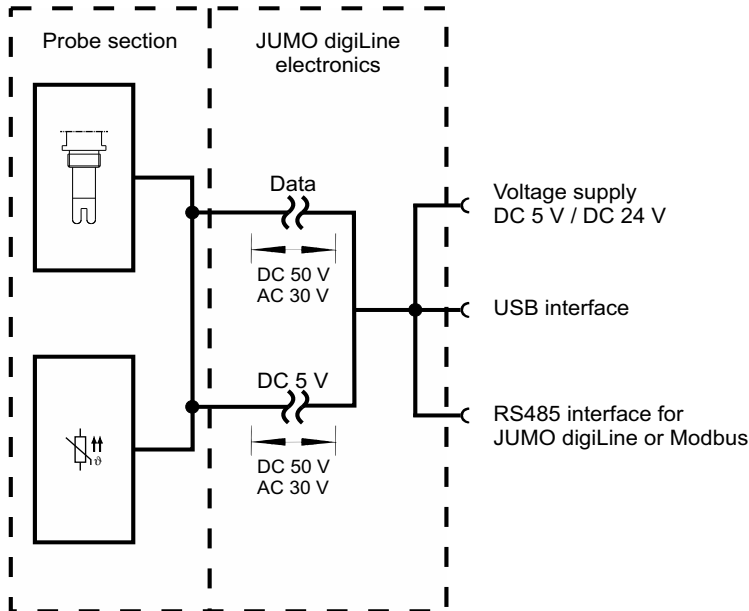 Probe section
JUMO digiLine
electronics
Data
DC 50 V
AC 30 V
DC 5 V
DC 50 V
AC 30 V
ϑ
Voltage supply
DC 5 V / DC 24 V
USB interface
RS485 interface for
JUMO digiLine or Modbus